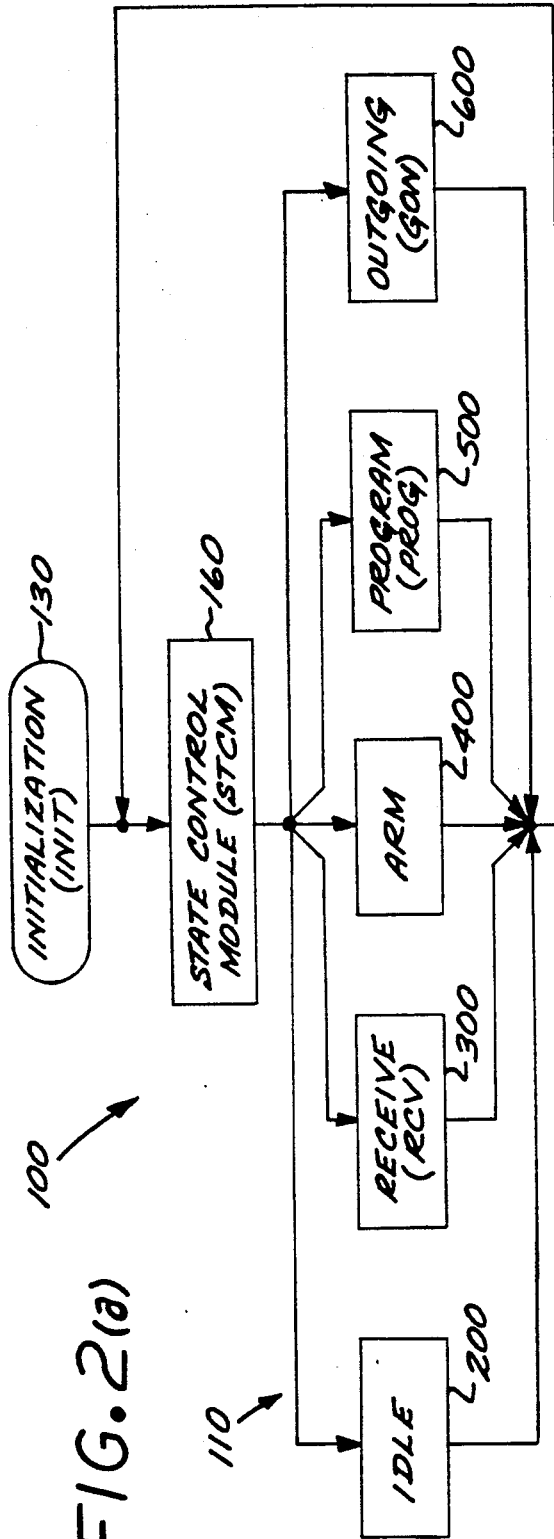 FIG. 2(a)
100
110
INITIALIZATION
(INIT)
130
STATE CONTROL
MODULE (STCM)
160
IDLE
200
RECEIVE
(RCV)
300
ARM
400
PROGRAM
(PROG)
500
OUTGOING
(GON)
600